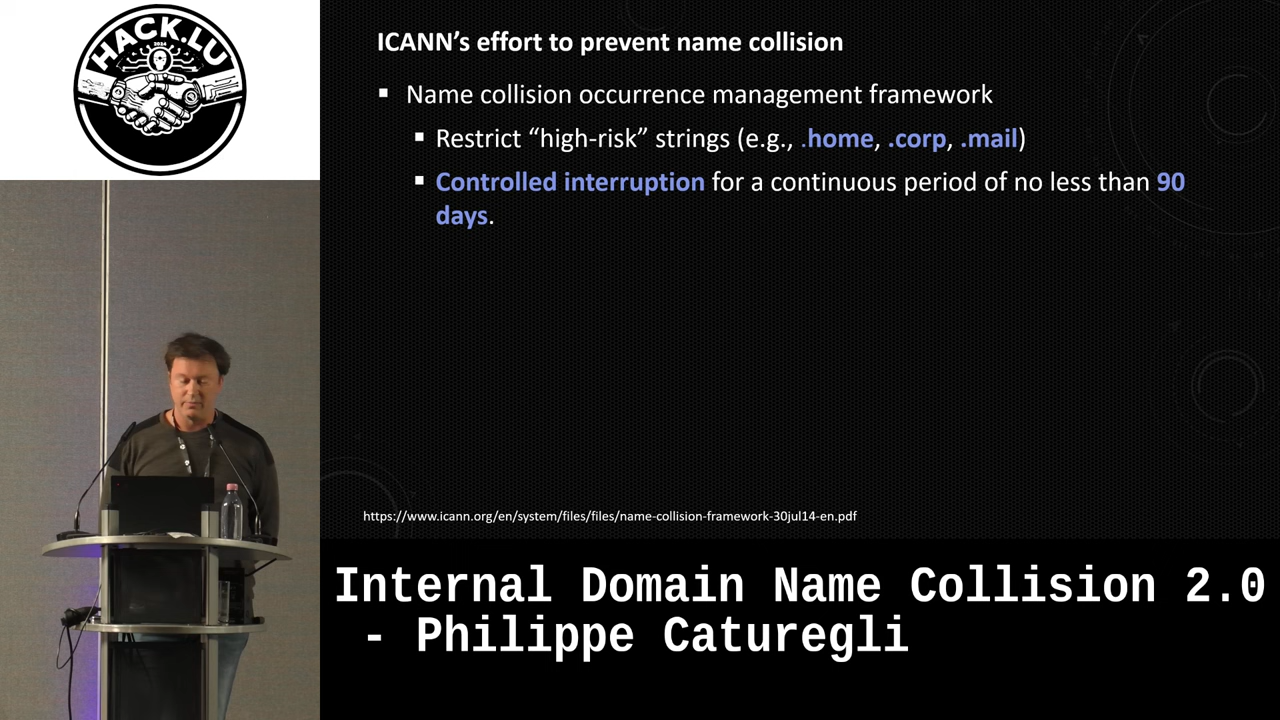 HACK.LU
2024
ICANN’s effort to prevent name collision
▪ Name collision occurrence management framework
▪ Restrict “high-risk” strings (e.g., .home, .corp, .mail)
▪ Controlled interruption for a continuous period of no less than 90
days.
https://www.icann.org/en/system/files/files/name-collision-framework-30jul14-en.pdf
Internal Domain Name Collision 2.0
- Philippe Caturegli